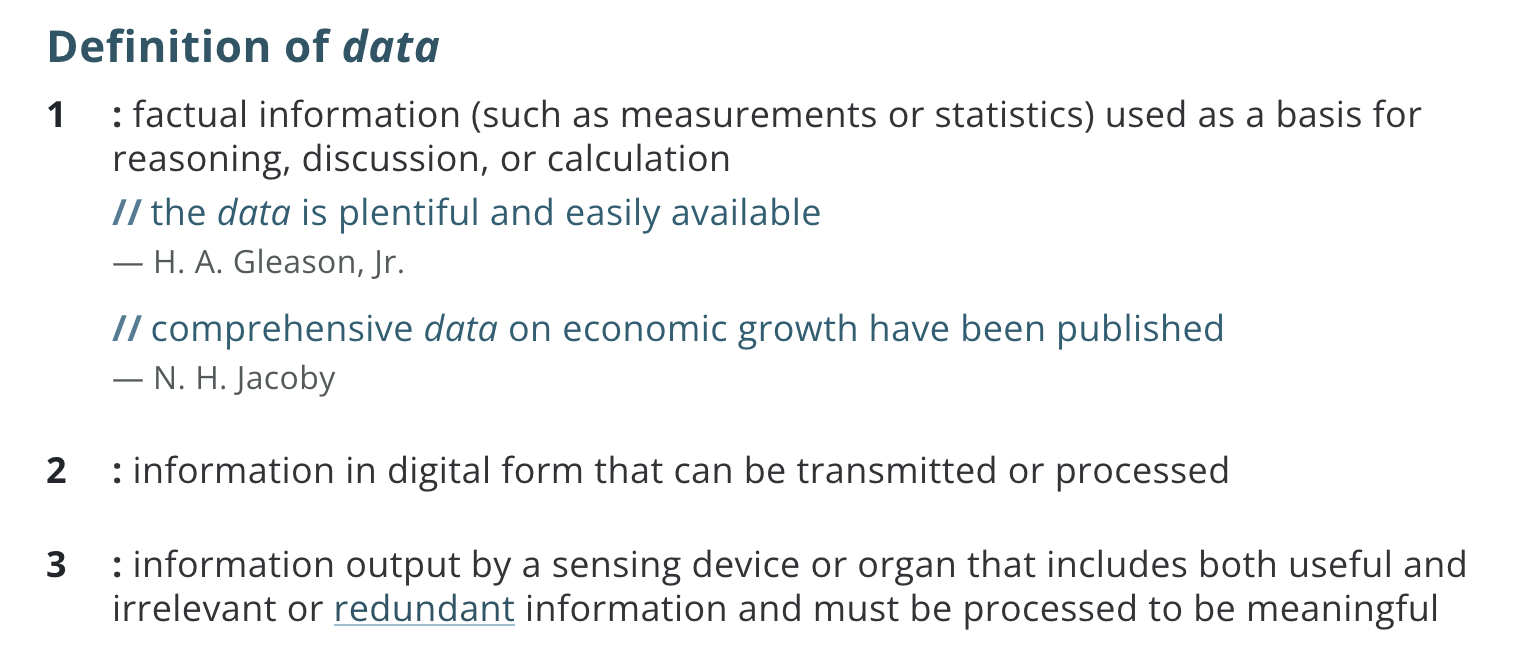 Definition of data
1 : factual information (such as measurements or statistics) used as a basis for
reasoning, discussion, or calculation
// the data is plentiful and easily available
— H. A. Gleason, Jr.
// comprehensive data on economic growth have been published
— N. H. Jacoby
2 : information in digital form that can be transmitted or processed
3 : information output by a sensing device or organ that includes both useful and
irrelevant or redundant information and must be processed to be meaningful